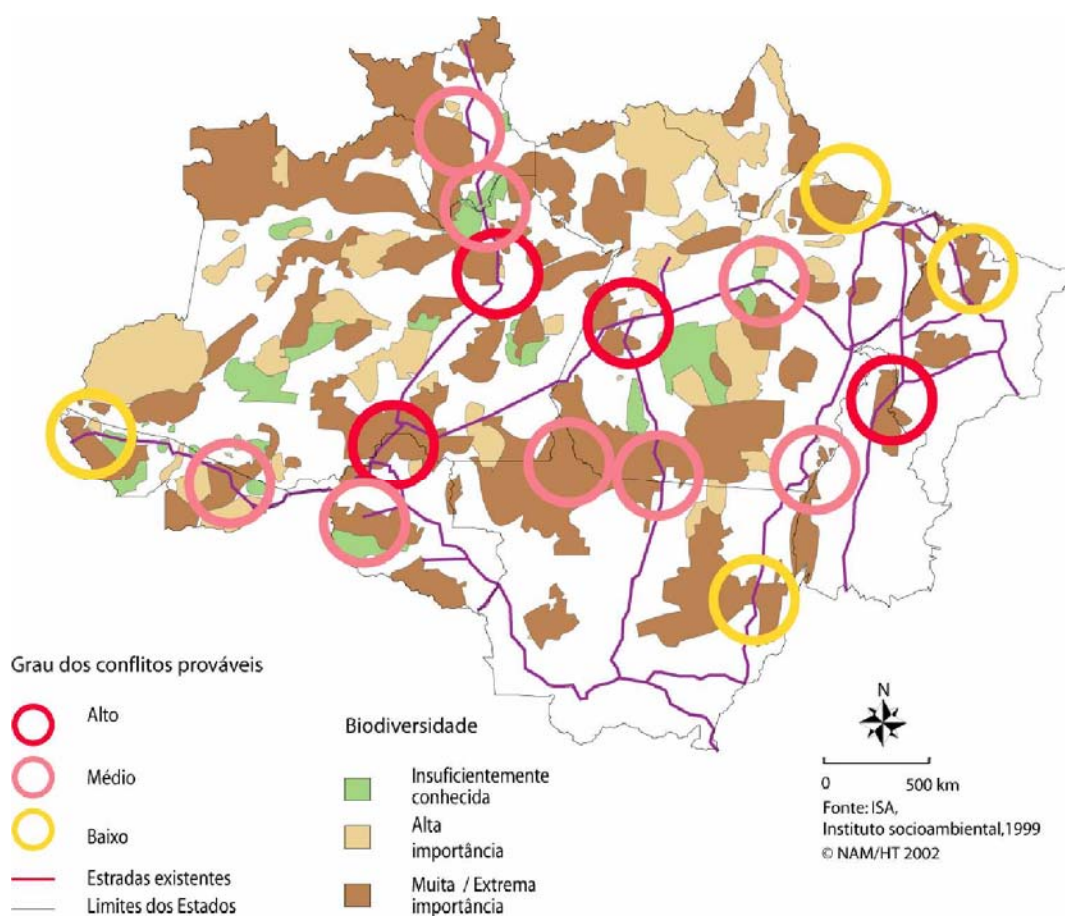 Grau dos conflitos prováveis
Alto
Médio
Baixo
Estradas existentes
Limites dos Estados
Biodiversidade
Insuficientemente
conhecida
Alta
importância
Muita / Extrema
importância
N
0 500 km
Fonte: ISA,
Instituto socioambiental,1999
© NAM/HT 2002